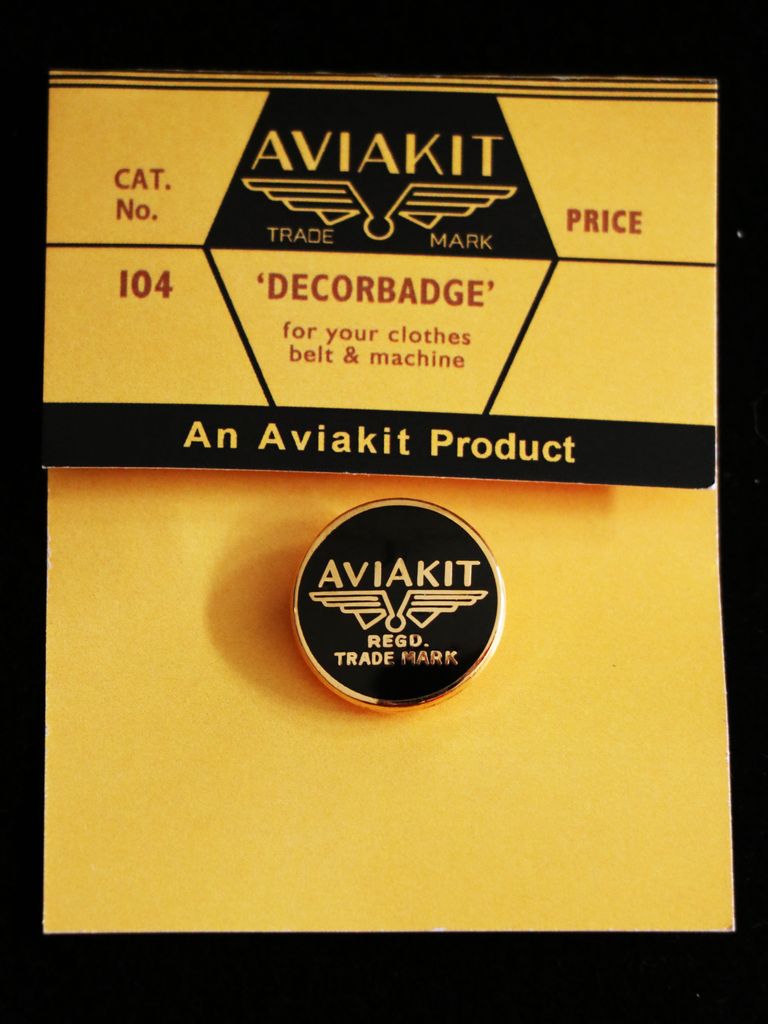 AVIAKIT
TRADE MARK
CAT.
No.
PRICE
104
'DECORBADGE'
for your clothes
belt & machine
An Aviakit Product
AVIAKIT
REGD.
TRADE MARK